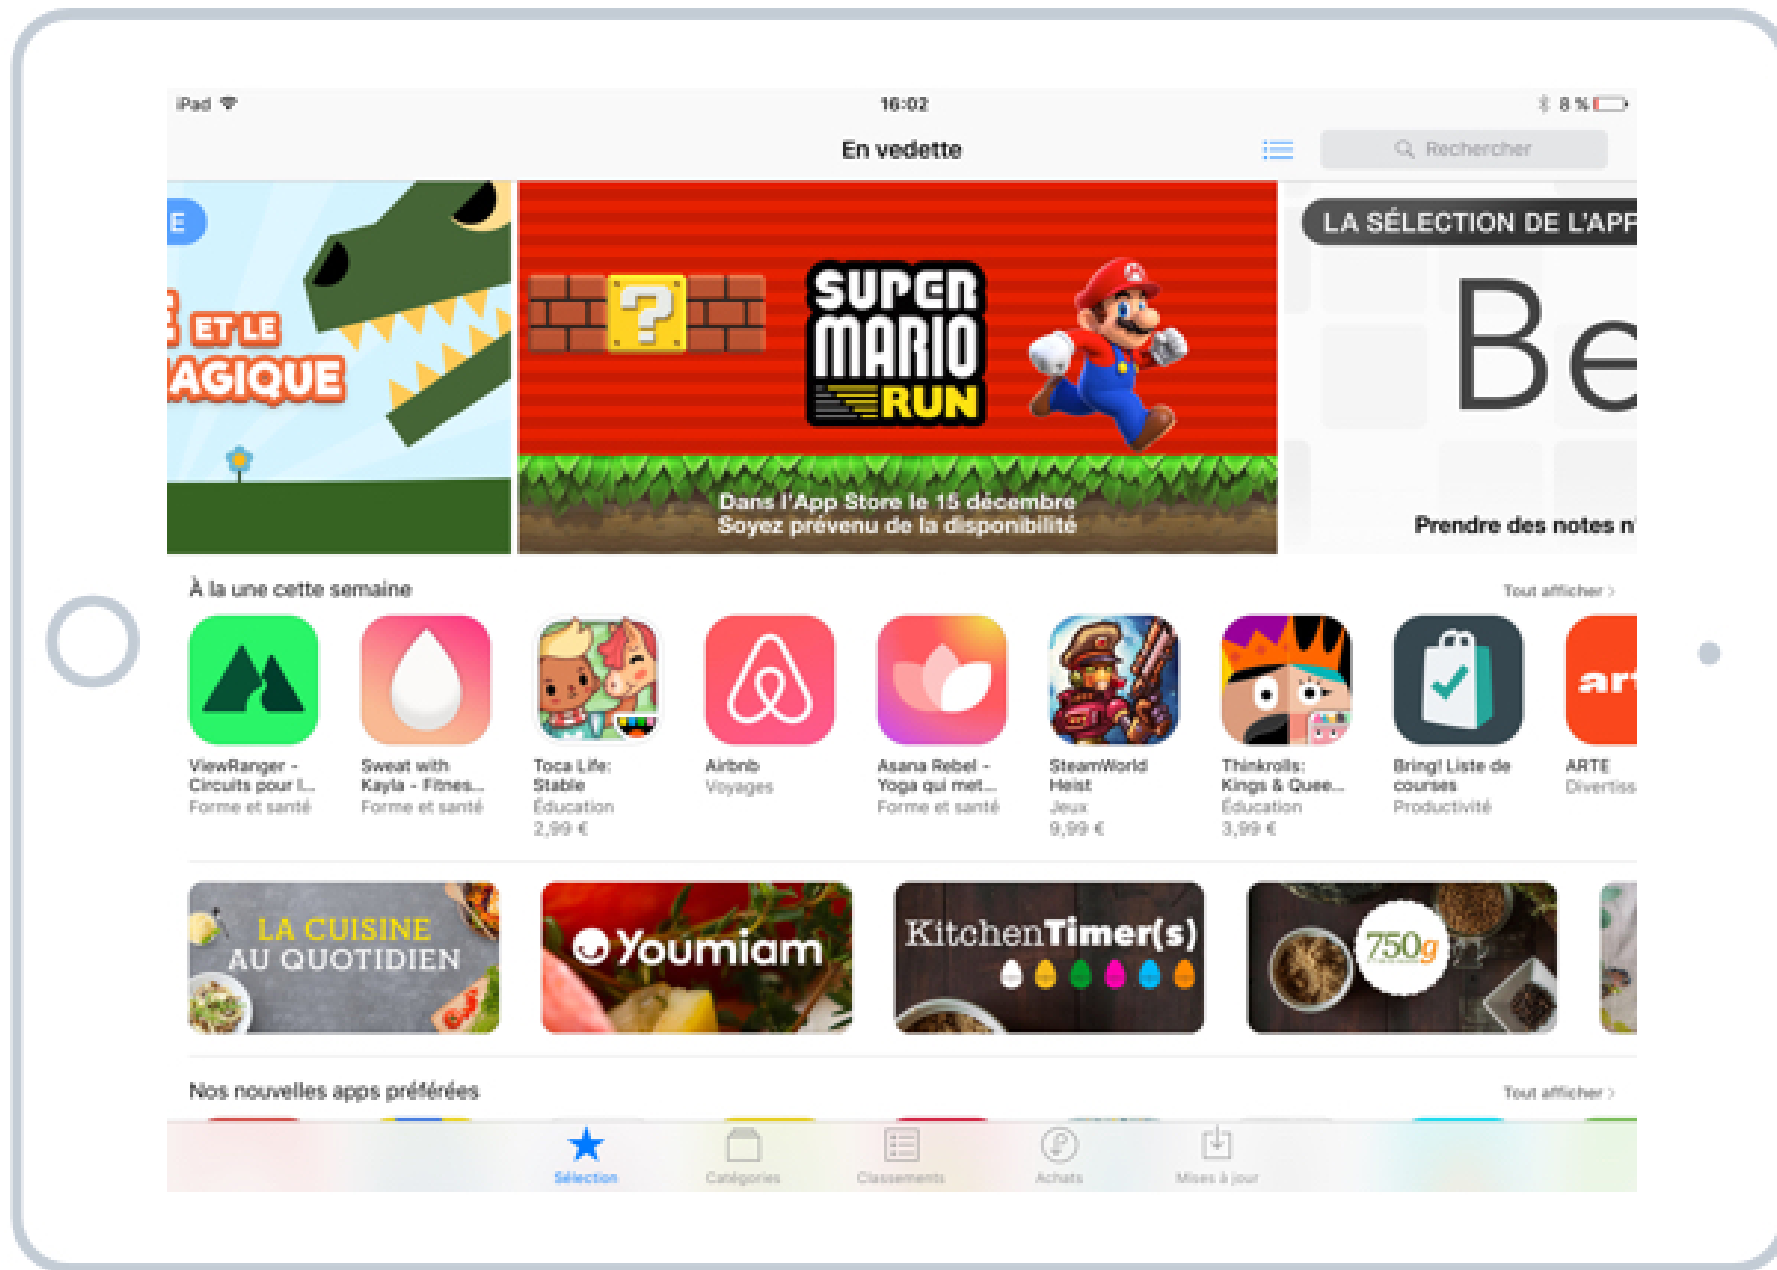 iPad
16:02
8 %
En vedette
Rechercher
E
E ET LE
AGIQUE
?
SUPER
MARIO
RUN
Dans l'App Store le 15 décembre
Soyez prévenu de la disponibilité
LA SÉLECTION DE L'APP
Be
Prendre des notes n'
À la une cette semaine
Tout afficher >
ViewRanger -
Circuits pour l...
Forme et santé
Sweat with
Kayla - Fitnes...
Forme et santé
Toca Life:
Stable
Éducation
2,99 €
Airbnb
Voyages
Asana Rebel -
Yoga qui met...
Forme et santé
SteamWorld
Heist
Jeux
9,99 €
Thinkrolls:
Kings & Quee...
Éducation
3,99 €
Bring! Liste de
courses
Productivité
art
ARTE
Divertiss
LA CUISINE
AU QUOTIDIEN
Youmiam
KitchenTimer(s)
750g
Nos nouvelles apps préférées
Tout afficher >
Sélection
Catégories
Classements
Achats
Mises à jour